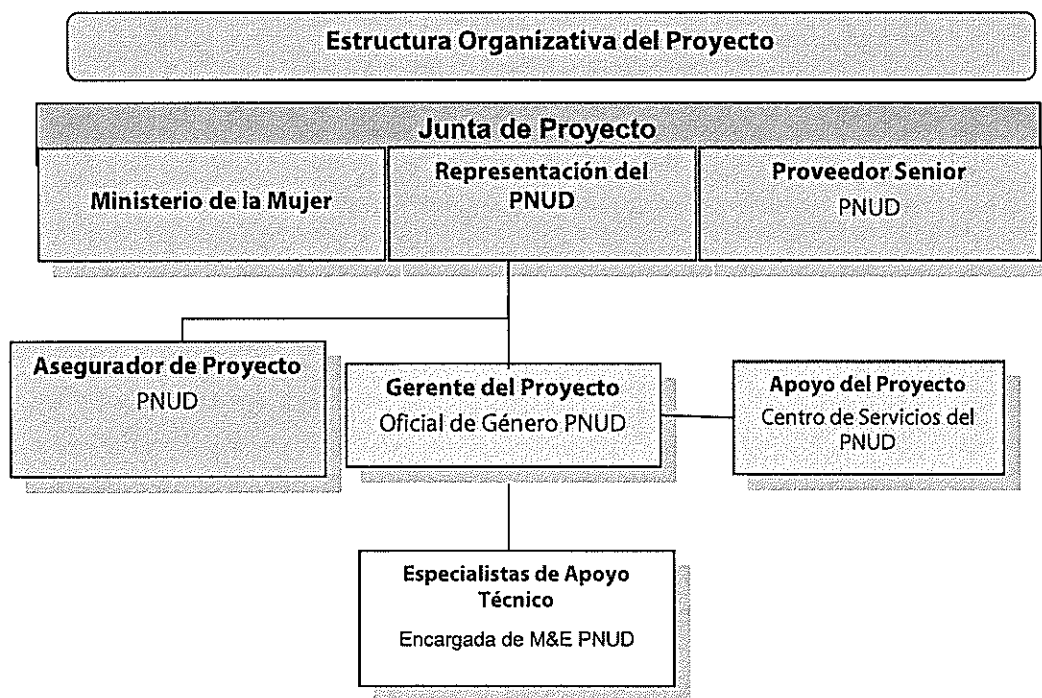 Estructura Organizativa del Proyecto
Junta de Proyecto
Ministerio de la Mujer
Representación del
PNUD
Proveedor Senior
PNUD
Asegurador de Proyecto
PNUD
Gerente del Proyecto
Oficial de Género PNUD
Apoyo del Proyecto
Centro de Servicios del
PNUD
Especialistas de Apoyo
Técnico
Encargada de M&E PNUD